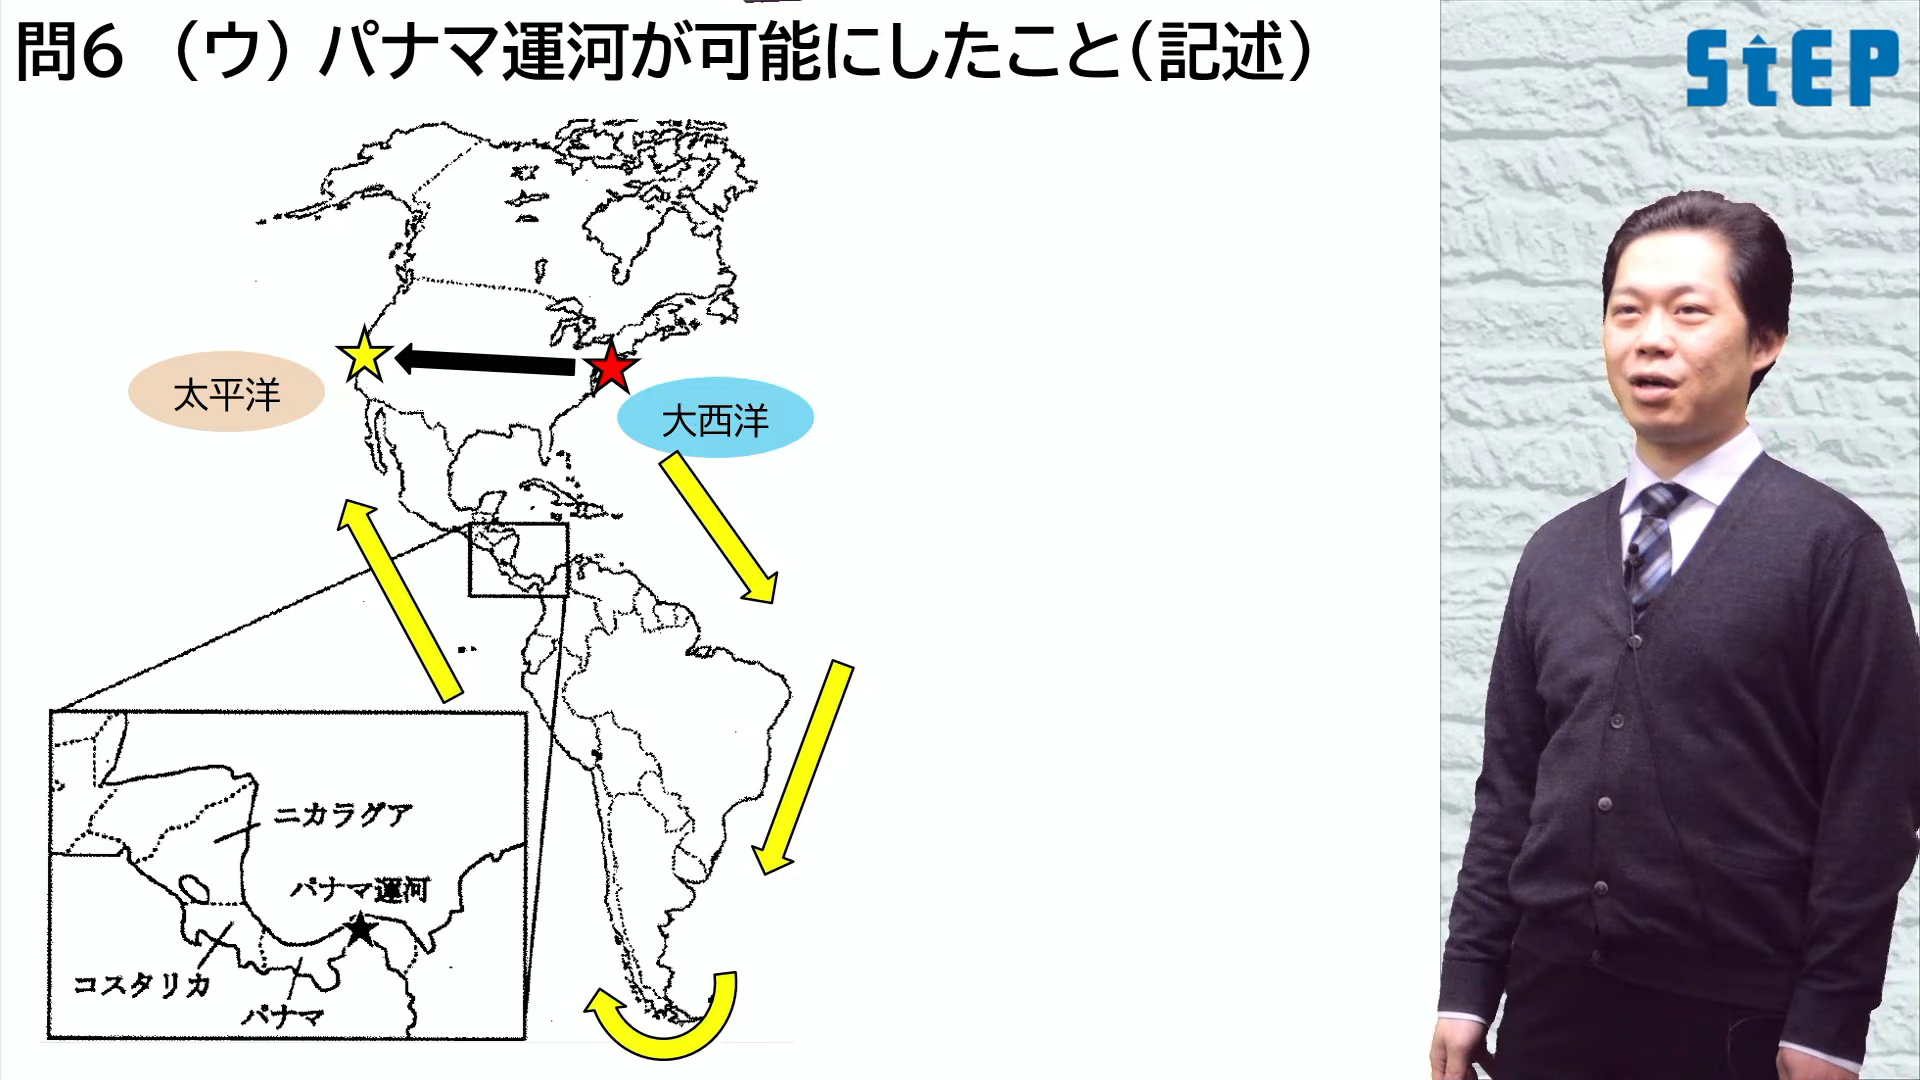 問6 （ウ）パナマ運河が可能にしたこと（記述）
StEP
太平洋
大西洋
ニカラグア
パナマ運河
コスタリカ
パナマ